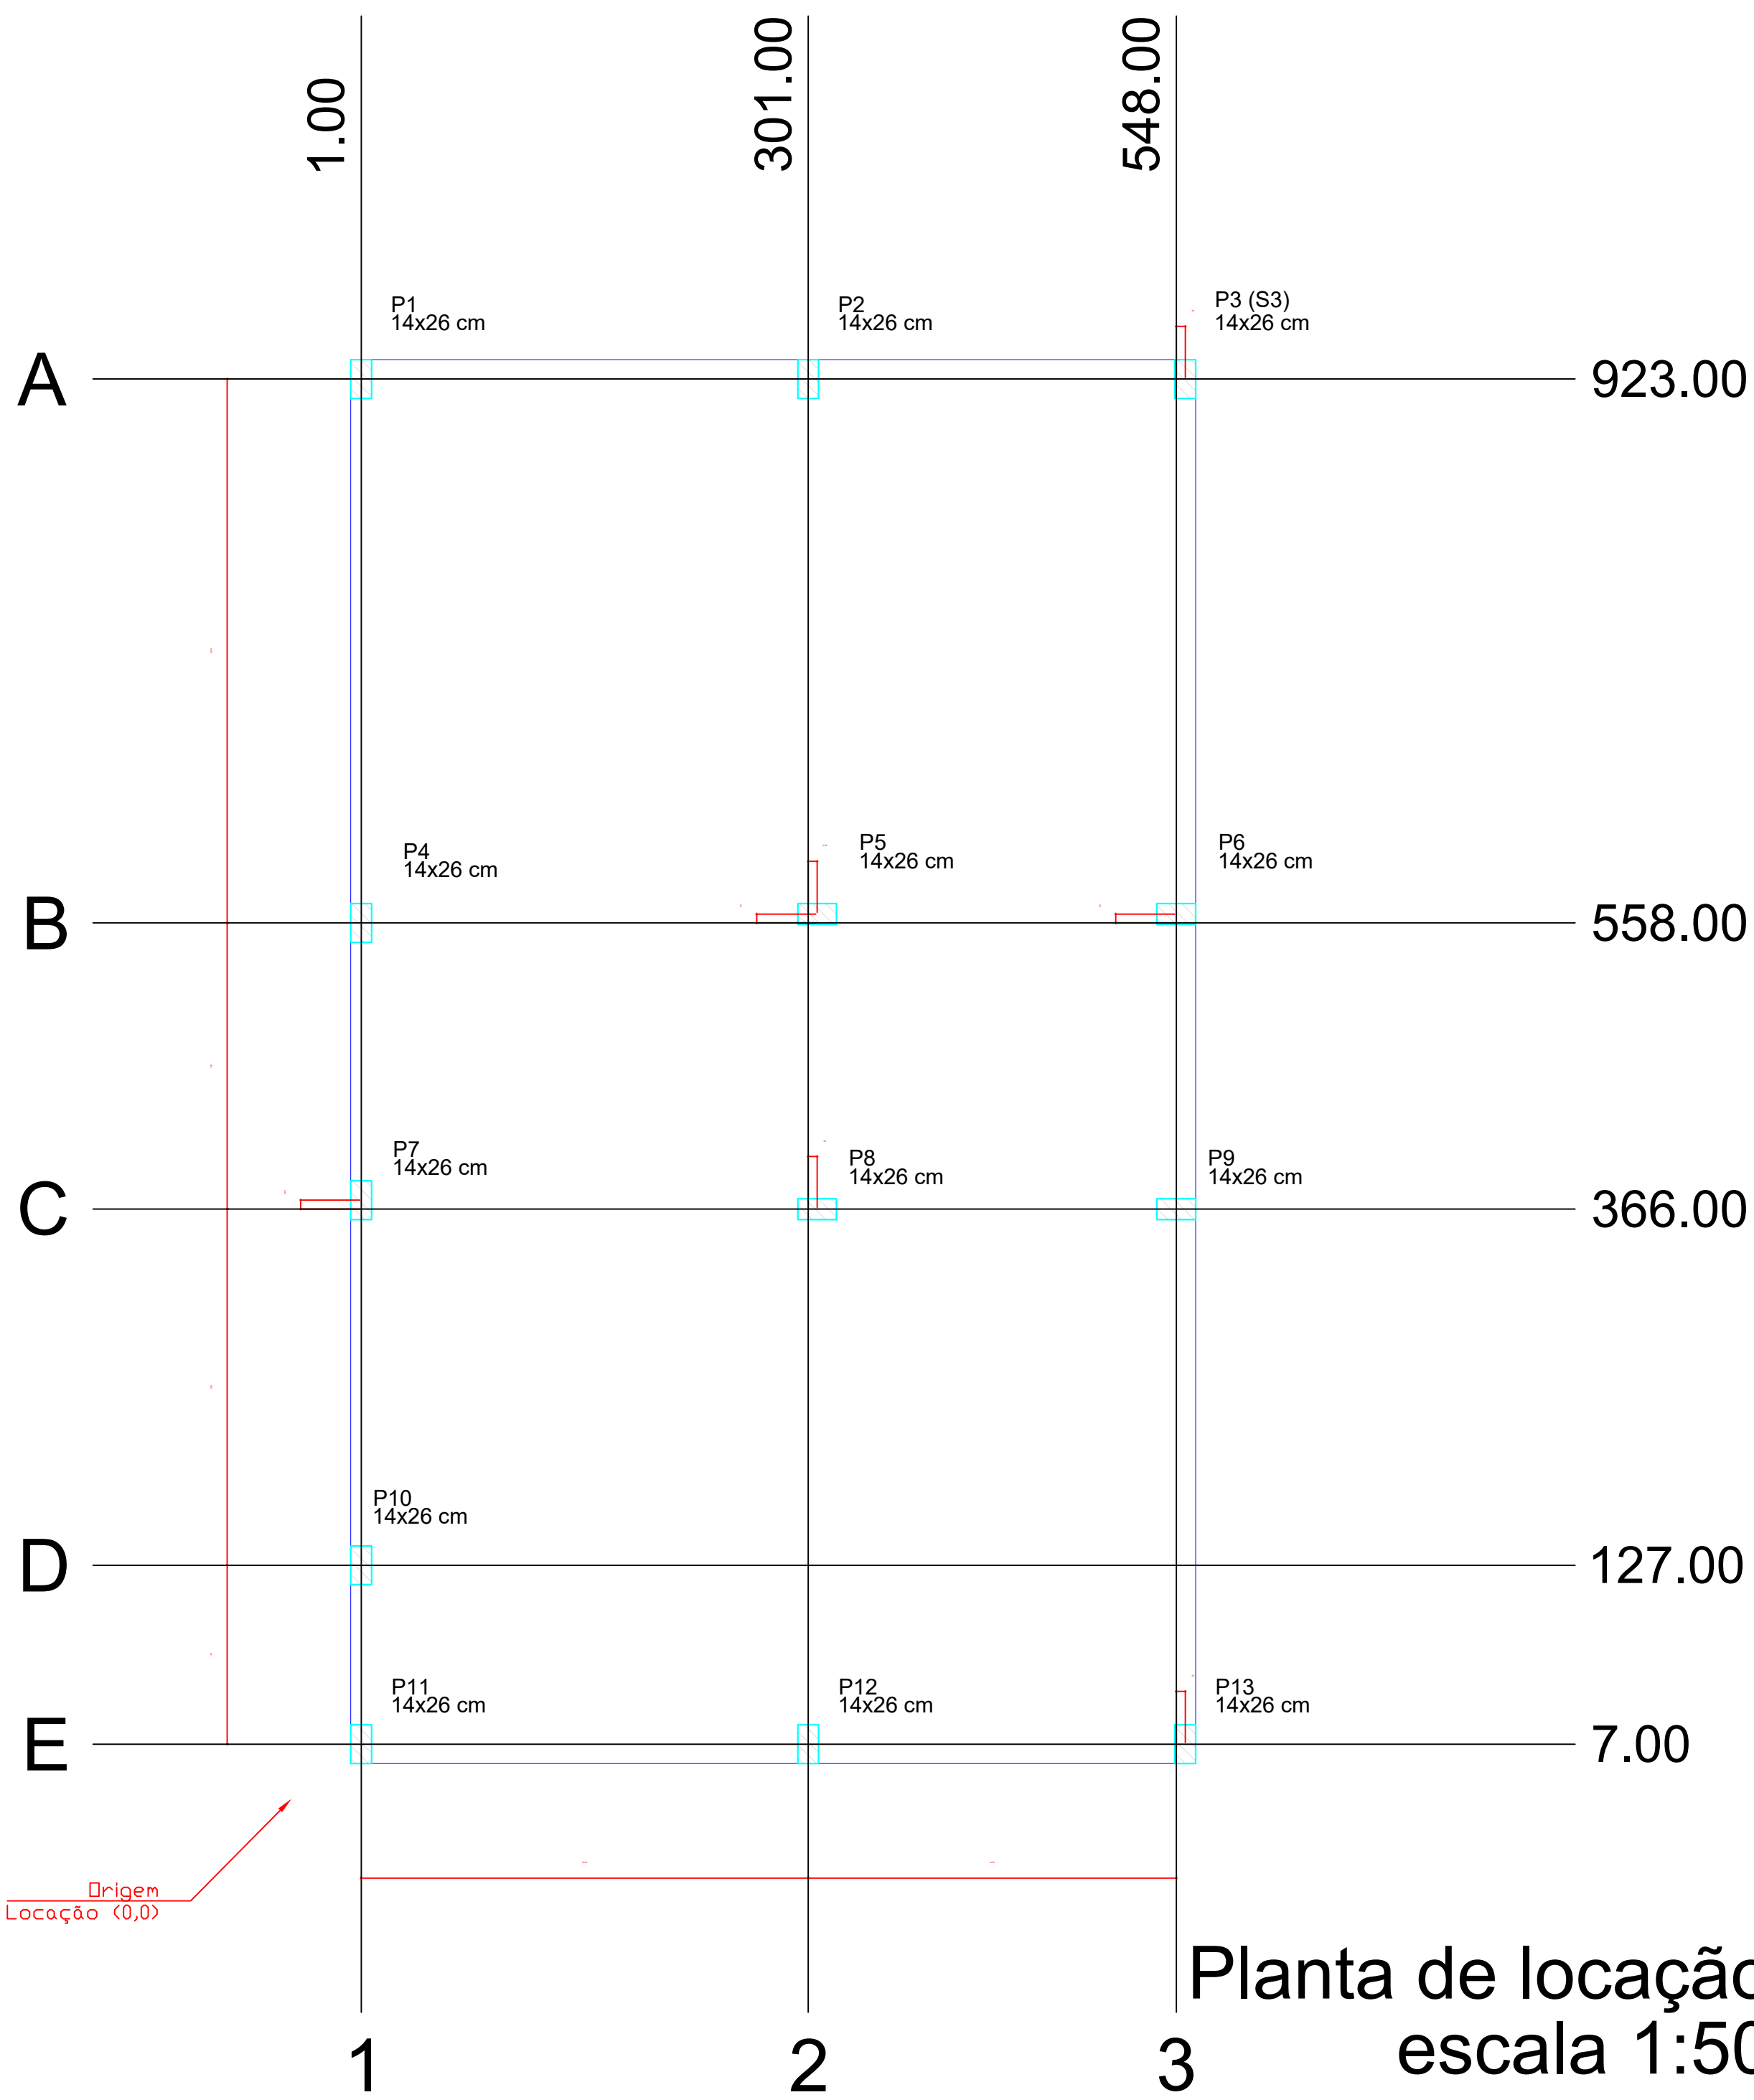 1.00
301.00
548.00
P1
14x26 cm
P2
14x26 cm
P3 (S3)
14x26 cm
A
923.00
P4
14x26 cm
P5
14x26 cm
P6
14x26 cm
B
558.00
P7
14x26 cm
P8
14x26 cm
P9
14x26 cm
C
366.00
P10
14x26 cm
D
127.00
P11
14x26 cm
P12
14x26 cm
P13
14x26 cm
E
7.00
Origem
Locação (0,0)
Planta de locação
escala 1:50
1
2
3